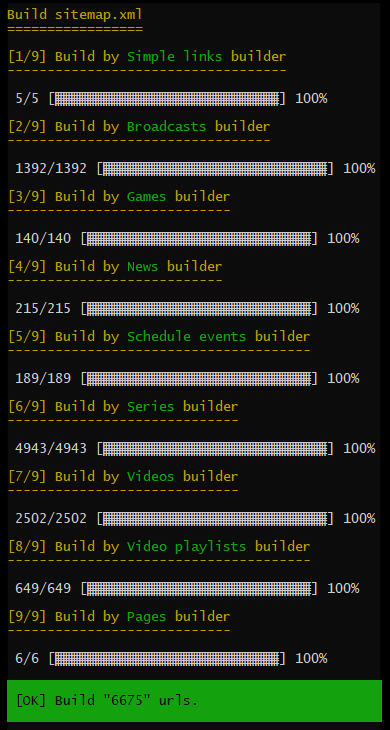 Build sitemap.xml
=================
[1/9] Build by Simple links builder
-----------------------------------
5/5 [▓▓▓▓▓▓▓▓▓▓▓▓▓▓▓▓▓▓▓▓▓▓▓▓▓▓▓▓] 100%
[2/9] Build by Broadcasts builder
---------------------------------
1392/1392 [▓▓▓▓▓▓▓▓▓▓▓▓▓▓▓▓▓▓▓▓▓▓▓▓▓▓▓▓] 100%
[3/9] Build by Games builder
----------------------------
140/140 [▓▓▓▓▓▓▓▓▓▓▓▓▓▓▓▓▓▓▓▓▓▓▓▓▓▓▓▓] 100%
[4/9] Build by News builder
---------------------------
215/215 [▓▓▓▓▓▓▓▓▓▓▓▓▓▓▓▓▓▓▓▓▓▓▓▓▓▓▓▓] 100%
[5/9] Build by Schedule events builder
--------------------------------------
189/189 [▓▓▓▓▓▓▓▓▓▓▓▓▓▓▓▓▓▓▓▓▓▓▓▓▓▓▓▓] 100%
[6/9] Build by Series builder
-----------------------------
4943/4943 [▓▓▓▓▓▓▓▓▓▓▓▓▓▓▓▓▓▓▓▓▓▓▓▓▓▓▓▓] 100%
[7/9] Build by Videos builder
-----------------------------
2502/2502 [▓▓▓▓▓▓▓▓▓▓▓▓▓▓▓▓▓▓▓▓▓▓▓▓▓▓▓▓] 100%
[8/9] Build by Video playlists builder
--------------------------------------
649/649 [▓▓▓▓▓▓▓▓▓▓▓▓▓▓▓▓▓▓▓▓▓▓▓▓▓▓▓▓] 100%
[9/9] Build by Pages builder
----------------------------
6/6 [▓▓▓▓▓▓▓▓▓▓▓▓▓▓▓▓▓▓▓▓▓▓▓▓▓▓▓▓] 100%
[OK] Build "6675" urls.